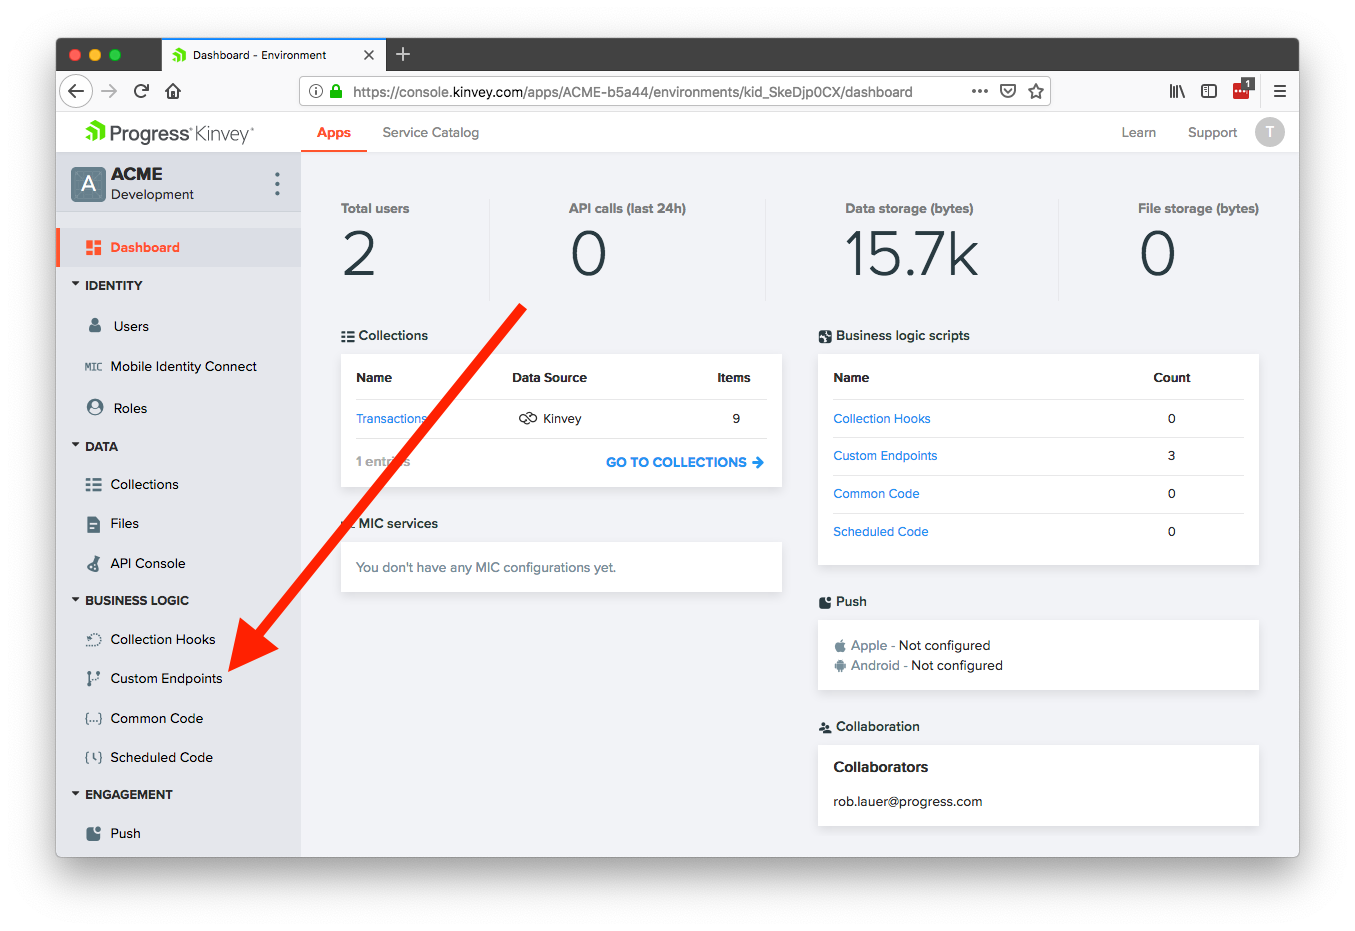 Dashboard - Environment
https://console.kinvey.com/apps/ACME-b5a44/environments/kid_SkeDjp0CX/dashboard
1
Progress Kinvey
Apps
Service Catalog
Learn
Support
T
A
ACME
Development
Dashboard
IDENTITY
Users
MIC Mobile Identity Connect
Roles
DATA
Collections
Files
API Console
BUSINESS LOGIC
Collection Hooks
Custom Endpoints
{...} Common Code
Scheduled Code
ENGAGEMENT
Push
Total users
2
API calls (last 24h)
0
Data storage (bytes)
15.7k
File storage (bytes)
0
Collections
Name Data Source Items
Transactions Kinvey 9
1 entries GO TO COLLECTIONS
MIC services
You don't have any MIC configurations yet.
Business logic scripts
Name Count
Collection Hooks 0
Custom Endpoints 3
Common Code 0
Scheduled Code 0
Push
Apple - Not configured
Android - Not configured
Collaboration
Collaborators
rob.lauer@progress.com